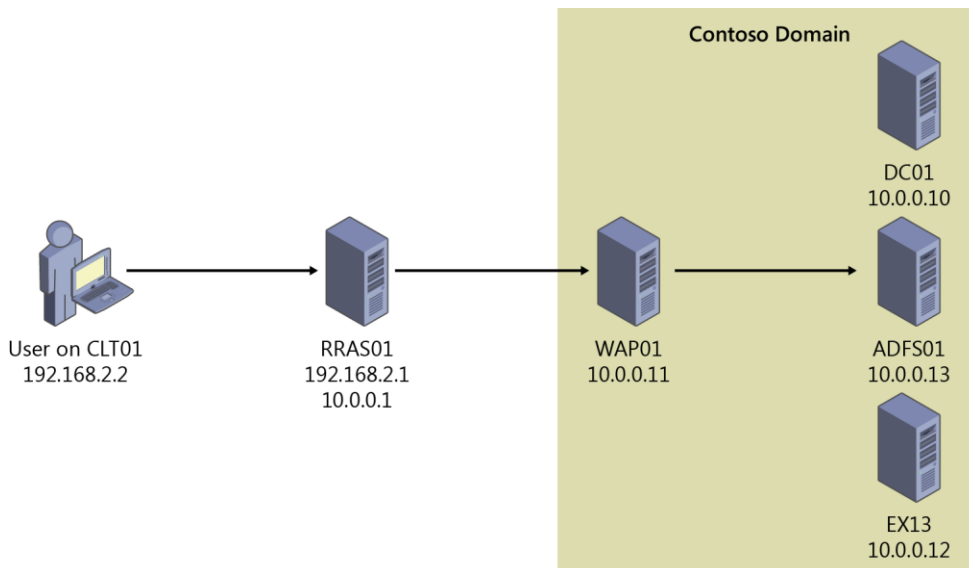 Contoso Domain
DC01
10.0.0.10
User on CLT01
192.168.2.2
RRAS01
192.168.2.1
10.0.0.1
WAP01
10.0.0.11
ADFS01
10.0.0.13
EX13
10.0.0.12